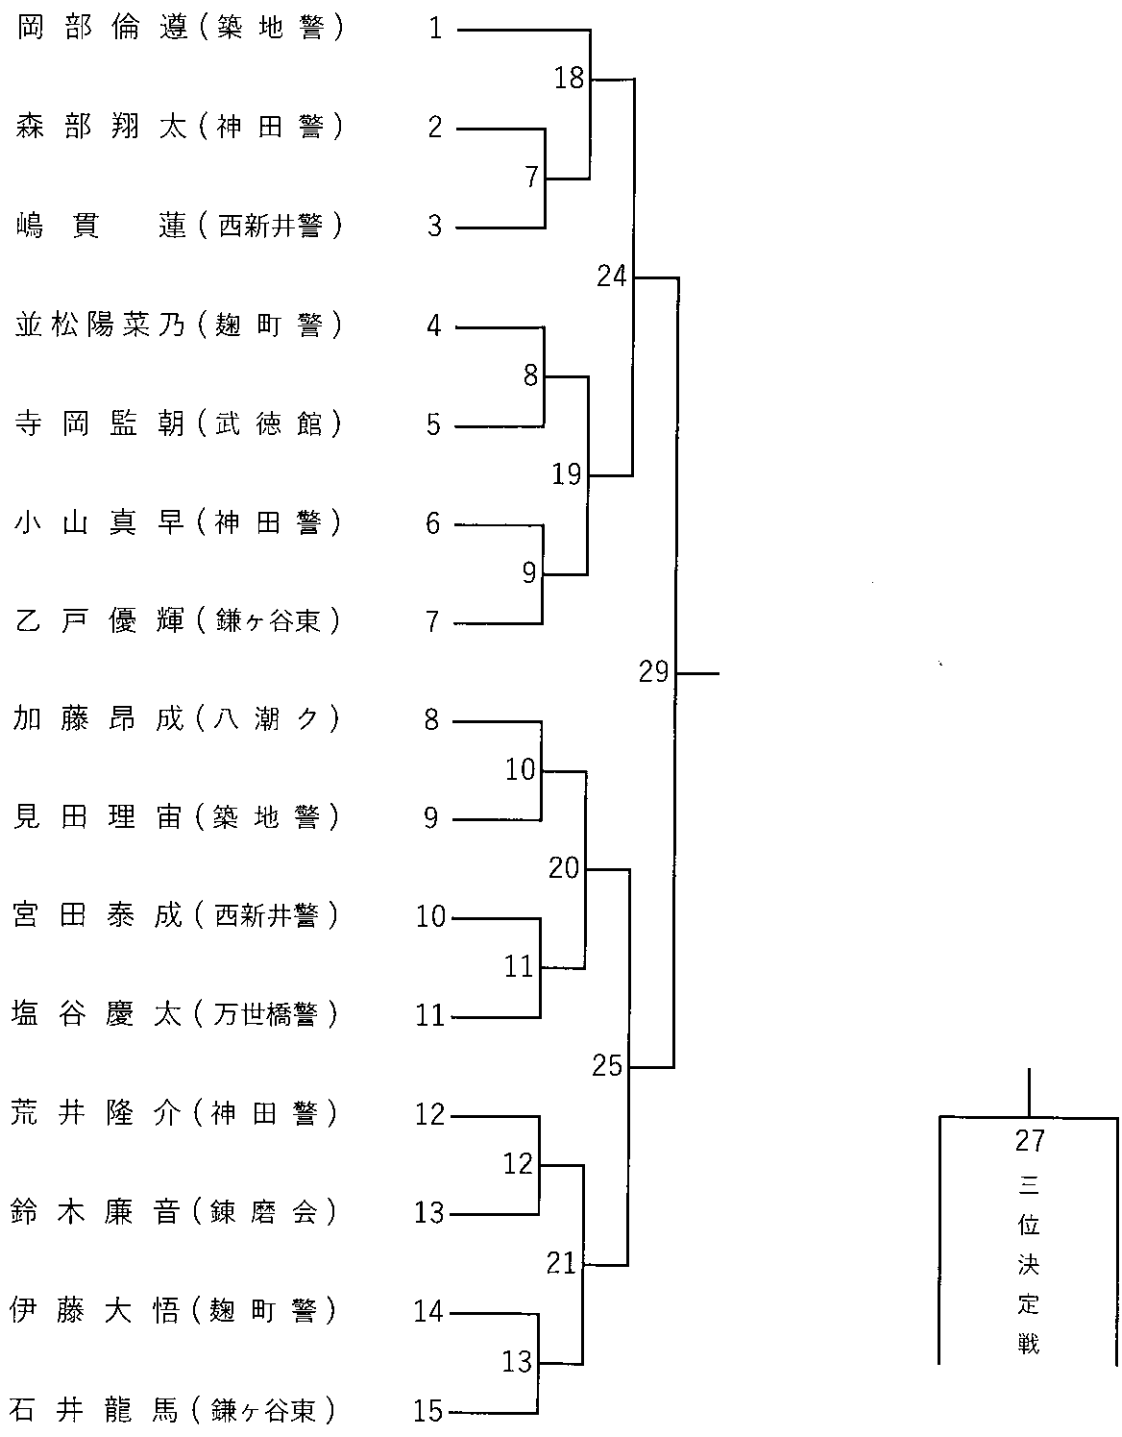 岡部倫遵(築地警) 1
18
森部翔太(神田警) 2
7
嶋貫蓮(西新井警) 3
24
並松陽菜乃(麹町警) 4
8
寺岡監朝(武徳館) 5
19
小山真早(神田警) 6
9
乙戸優輝(鎌ヶ谷東) 7
29
加藤昂成(八潮ク) 8
10
見田理宙(築地警) 9
20
宮田泰成(西新井警) 10
11
塩谷慶太(万世橋警) 11
25
荒井隆介(神田警) 12
12
鈴木廉音(錬磨会) 13
21
伊藤大悟(麹町警) 14
13
石井龍馬(鎌ヶ谷東) 15
27
三位決定戦